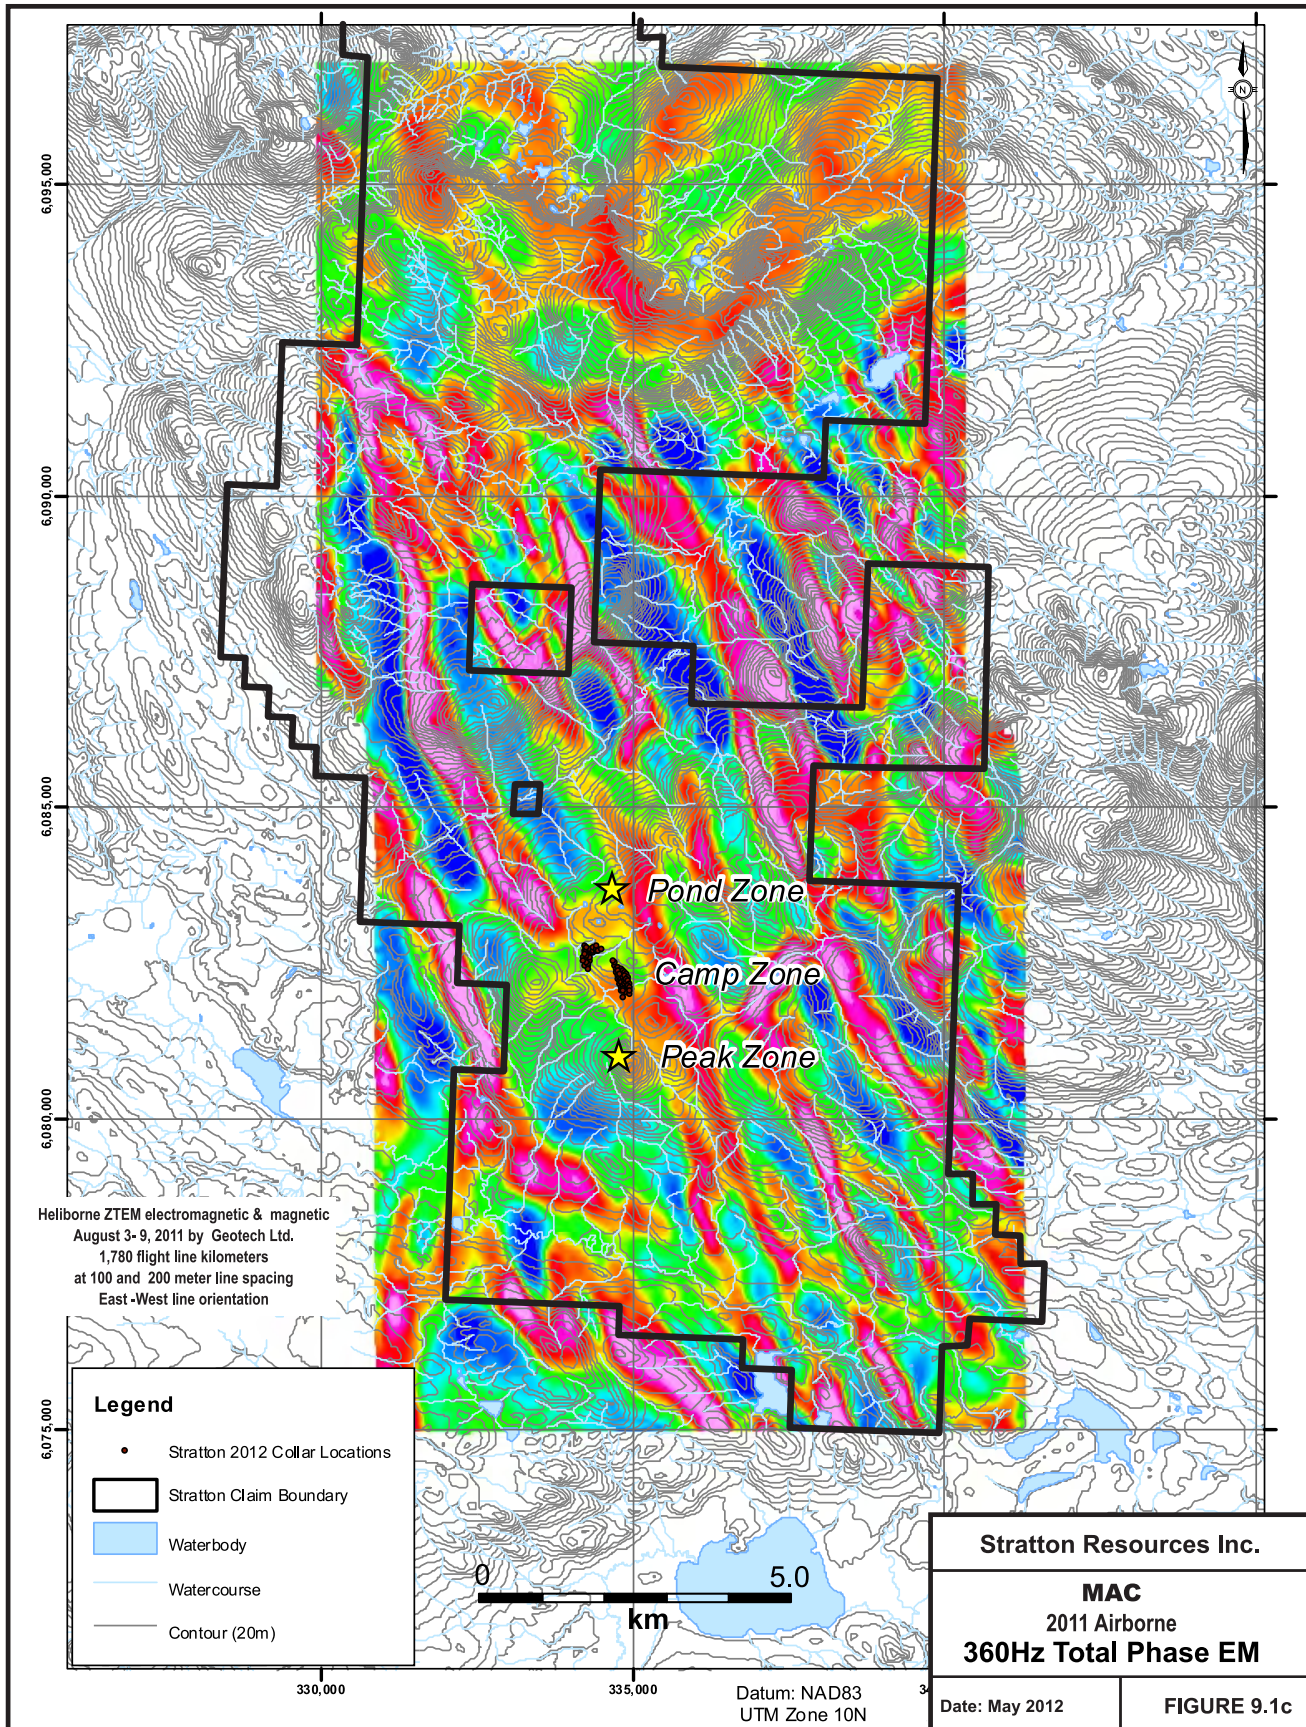 N
6,095,000
6,090,000
6,085,000
6,080,000
6,075,000
Pond Zone
Camp Zone
Peak Zone
Heliborne ZTEM electromagnetic & magnetic
August 3- 9, 2011 by Geotech Ltd.
1,780 flight line kilometers
at 100 and 200 meter line spacing
East -West line orientation
Legend
Stratton 2012 Collar Locations
Stratton Claim Boundary
Waterbody
Watercourse
Contour (20m)
0 5.0
km
330,000
335,000
Datum: NAD83
UTM Zone 10N
Stratton Resources Inc.
MAC
2011 Airborne
360Hz Total Phase EM
Date: May 2012
FIGURE 9.1c